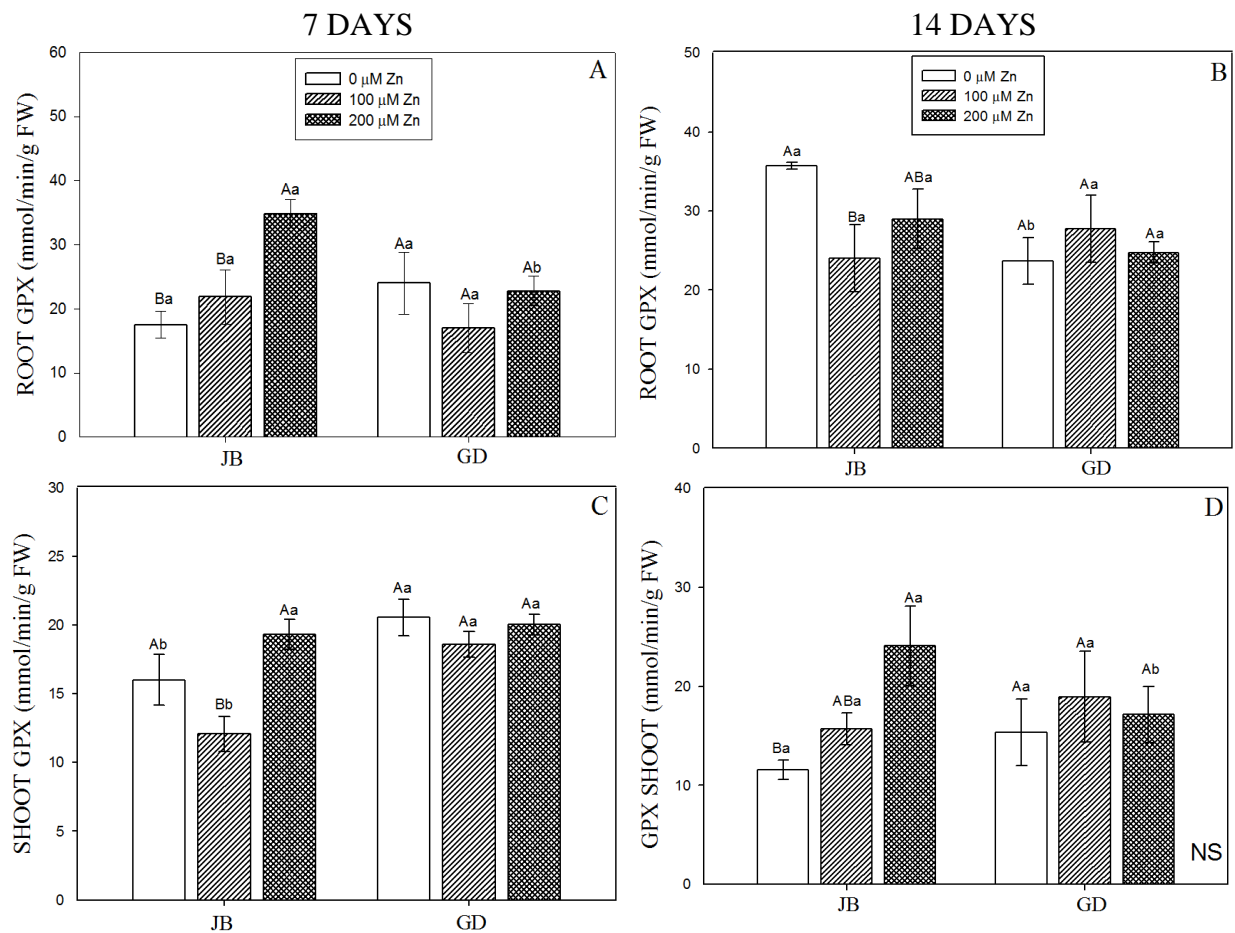 7 DAYS
14 DAYS
A
0 μM Zn
100 μM Zn
200 μM Zn
ROOT GPX (mmol/min/g FW)
60
50
40
30
20
10
0
Ba
Ba
Aa
Aa
Aa
Ab
JB
GD
B
0 μM Zn
100 μM Zn
200 μM Zn
ROOT GPX (mmol/min/g FW)
50
40
30
20
10
0
Aa
Ba
ABa
Ab
Aa
Aa
JB
GD
C
SHOOT GPX (mmol/min/g FW)
30
25
20
15
10
5
0
Ab
Bb
Aa
Aa
Aa
Aa
JB
GD
D
GPX SHOOT (mmol/min/g FW)
40
30
20
10
0
Ba
ABa
Aa
Aa
Aa
Ab
NS
JB
GD